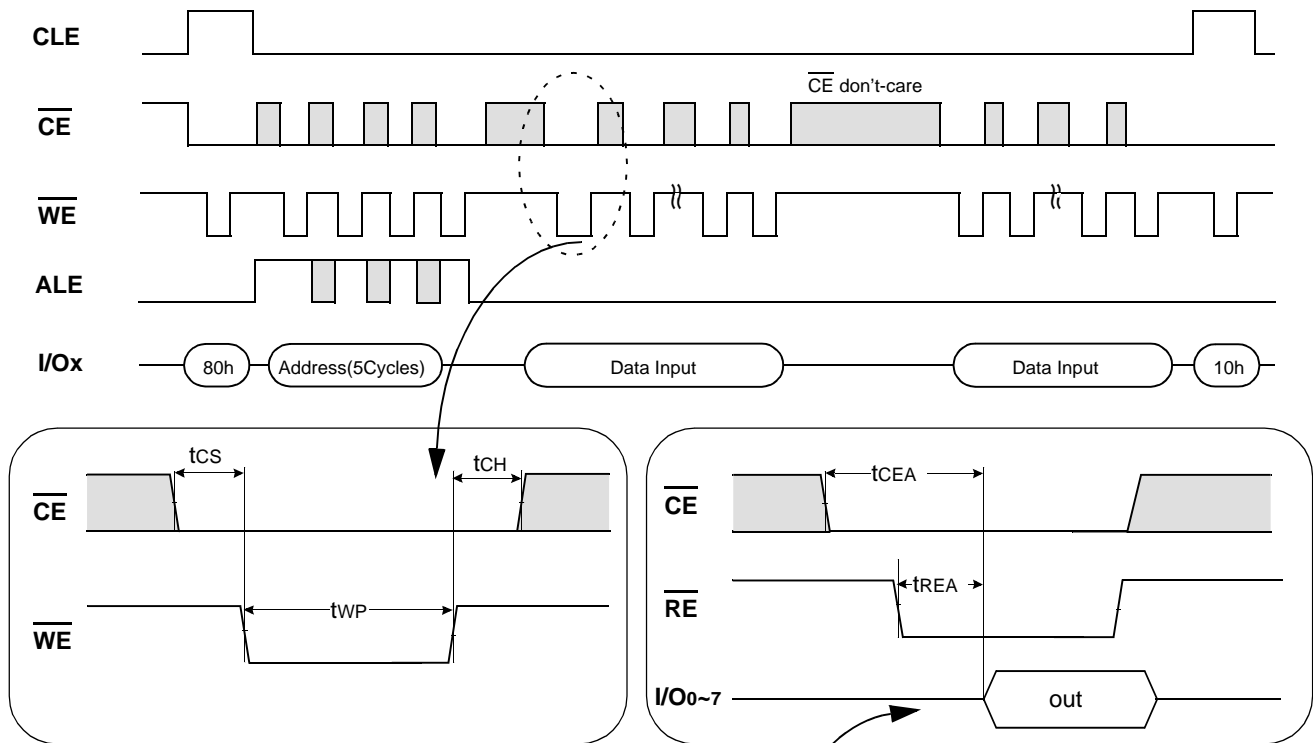 CLE
CE
CE don't-care
WE
ALE
I/Ox
80h
Address(5Cycles)
Data Input
Data Input
10h
tCS
tCH
CE
tWP
WE
tCEA
CE
tREA
RE
I/O0~7
out